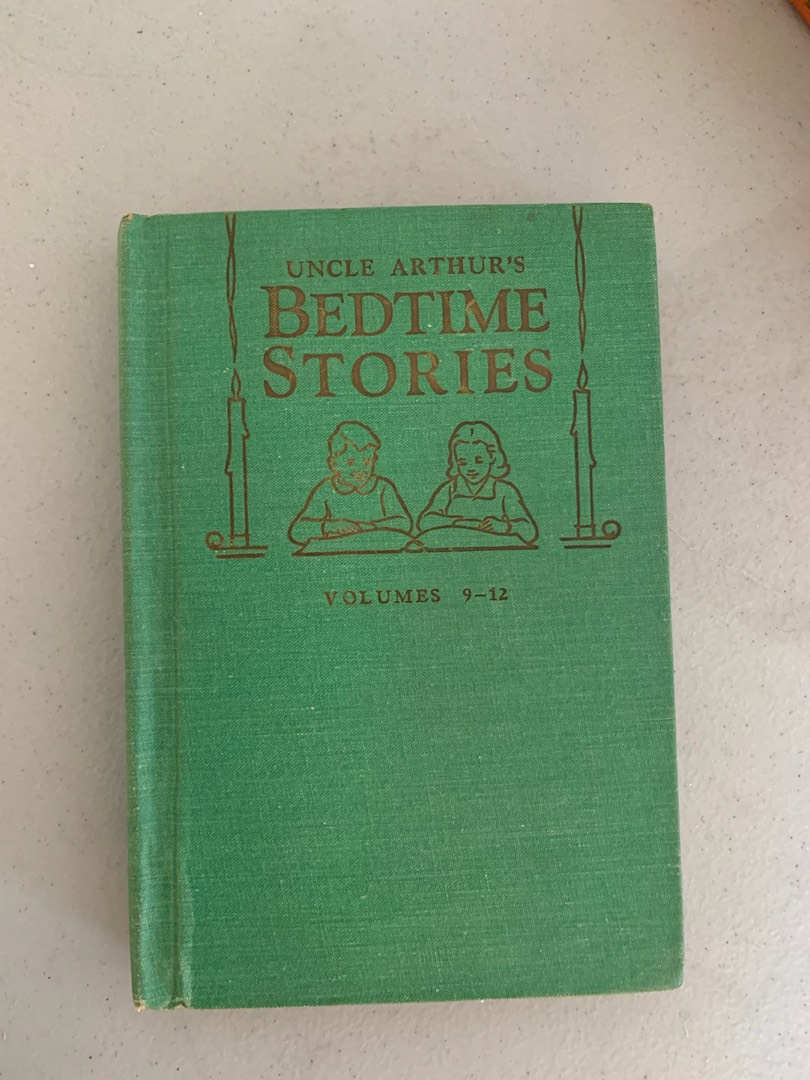 UNCLE ARTHUR'S
BEDTIME
STORIES
VOLUMES 9-12